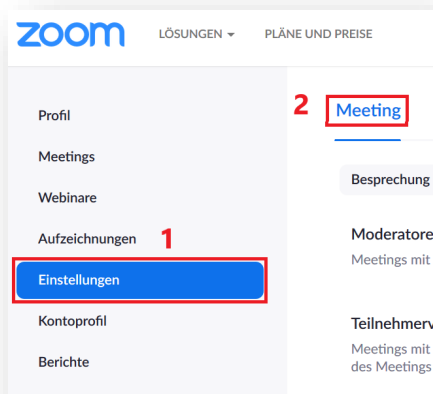 zoom LÖSUNGEN PLÄNE UND PREISE
Profil
Meetings
Webinare
Aufzeichnungen 1
Einstellungen
Kontoprofil
Berichte
2 Meeting
Besprechung
Moderatore
Meetings mit
Teilnehmerv
Meetings mit
des Meetings